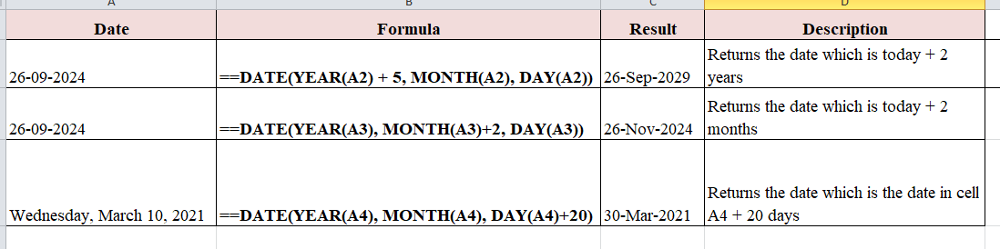 A B C D
Date Formula Result Description
Returns the date which is today + 2
26-09-2024 ==DATE(YEAR(A2) + 5, MONTH(A2), DAY(A2)) 26-Sep-2029 years
Returns the date which is today + 2
26-09-2024 ==DATE(YEAR(A3), MONTH(A3)+2, DAY(A3)) 26-Nov-2024 months
Returns the date which is the date in cell
Wednesday, March 10, 2021 ==DATE(YEAR(A4), MONTH(A4), DAY(A4)+20) 30-Mar-2021 A4 + 20 days